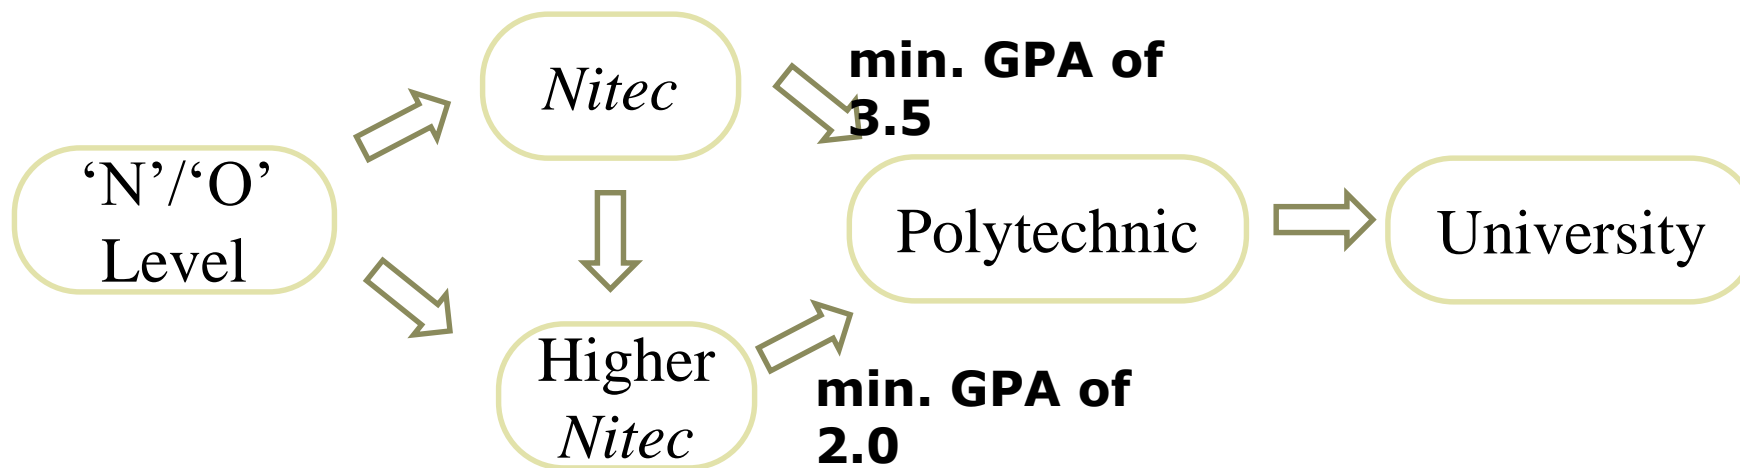 ‘N’/‘O’
Level
Nitec
min. GPA of
3.5
Higher
Nitec
min. GPA of
2.0
Polytechnic
University